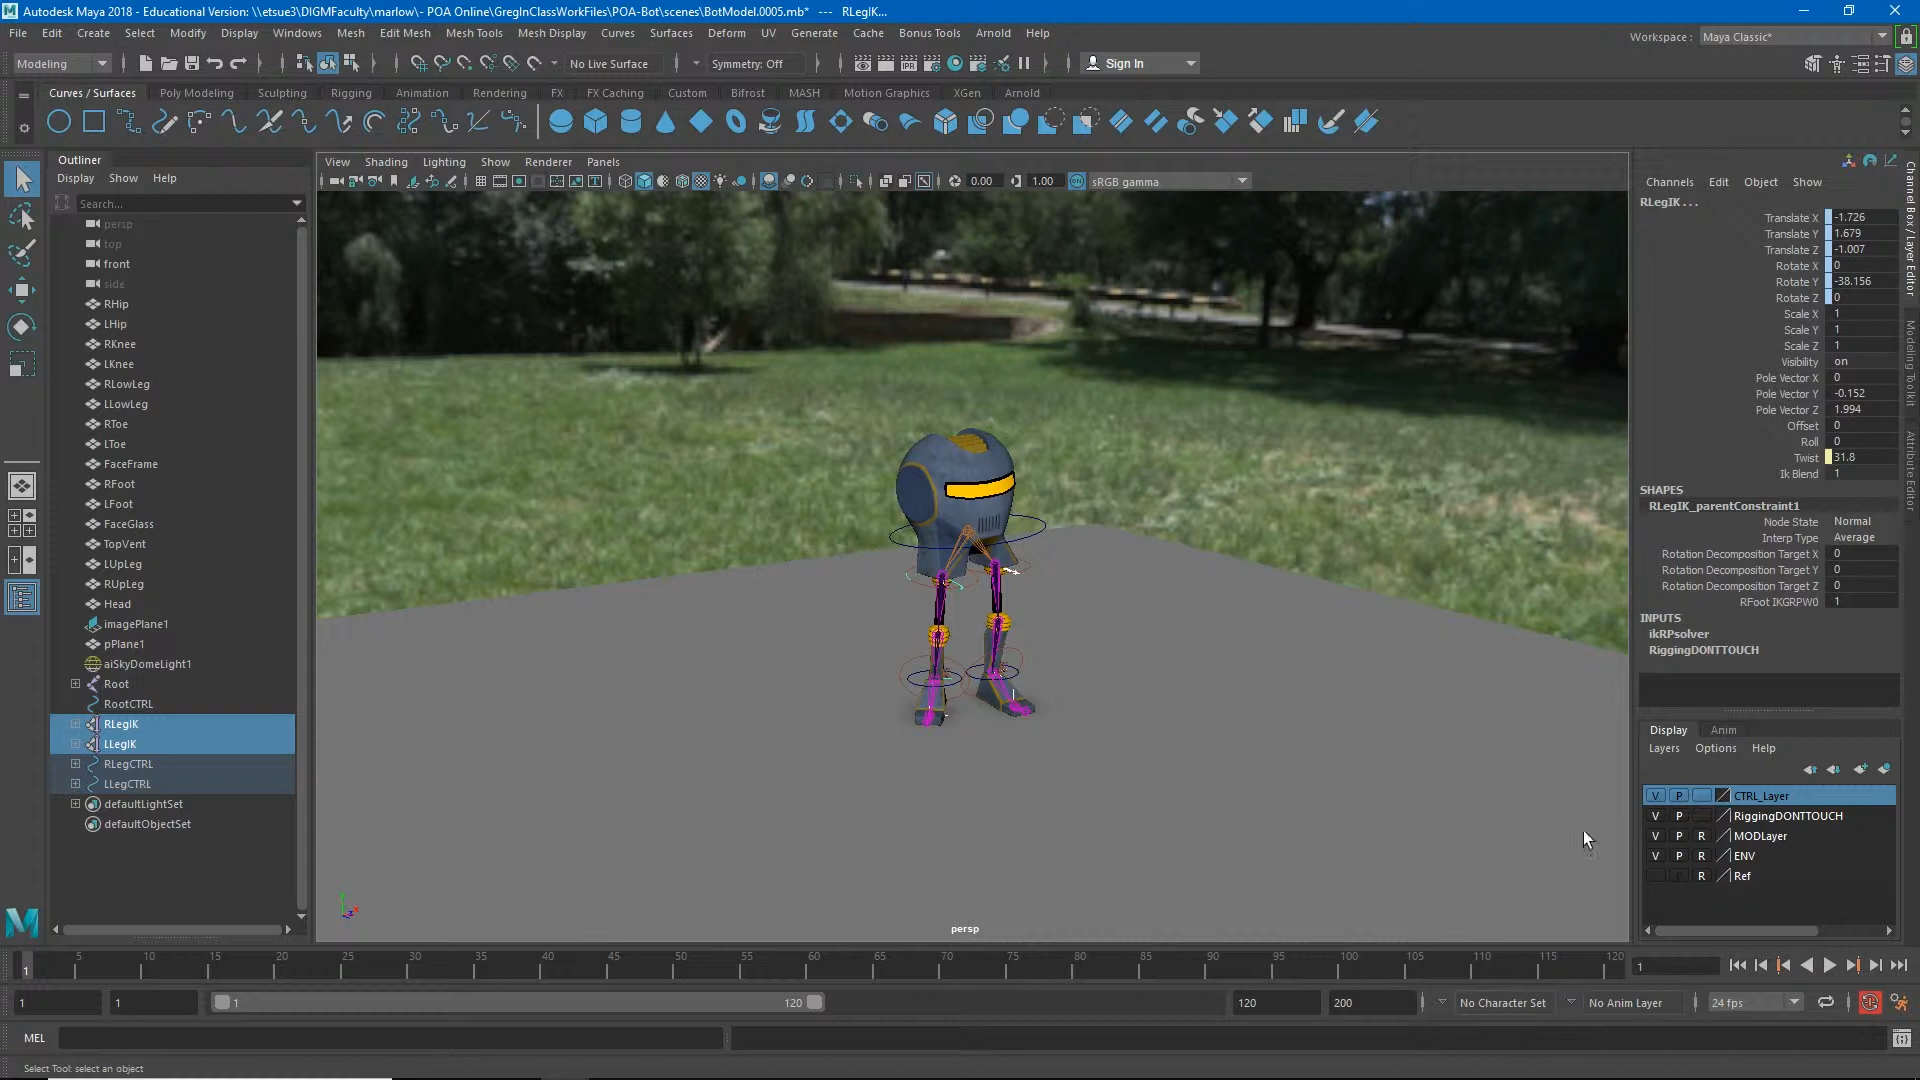 Autodesk Maya 2018 - Educational Version: \\etsue3\DIGMFaculty\marlow\- POA Online\GregInClassWorkFiles\POA-Bot\scenes\BotModel.0005.mb* --- RLegIK...
File Edit Create Select Modify Display Windows Mesh Edit Mesh Mesh Tools Mesh Display Curves Surfaces Deform UV Generate Cache Bonus Tools Arnold Help
Workspace : Maya Classic*
Modeling No Live Surface Symmetry: Off Sign In
Curves / Surfaces Poly Modeling Sculpting Rigging Animation Rendering FX FX Caching Custom Bifrost MASH Motion Graphics XGen Arnold
Outliner
Display Show Help
Search...
persp
top
front
side
RHip
LHip
RKnee
LKnee
RLowLeg
LLowLeg
RToe
LToe
FaceFrame
RFoot
LFoot
FaceGlass
TopVent
LUpLeg
RUpLeg
Head
imagePlane1
pPlane1
aiSkyDomeLight1
Root
RootCTRL
RLegIK
LLegIK
RLegCTRL
LLegCTRL
defaultLightSet
defaultObjectSet
View Shading Lighting Show Renderer Panels
0.00 1.00 sRGB gamma
persp
Channels Edit Object Show
RLegIK...
Translate X -1.726
Translate Y 1.679
Translate Z -1.007
Rotate X 0
Rotate Y -38.156
Rotate Z 0
Scale X 1
Scale Y 1
Scale Z 1
Visibility on
Pole Vector X 0
Pole Vector Y -0.152
Pole Vector Z 1.994
Offset 0
Roll 0
Twist 31.8
Ik Blend 1
SHAPES
RLegIK_parentConstraint1
Node State Normal
Interp Type Average
Rotation Decomposition Target X 0
Rotation Decomposition Target Y 0
Rotation Decomposition Target Z 0
RFoot IKGRPW0 1
INPUTS
ikRPsolver
RiggingDONTTOUCH
Channel Box / Layer Editor
Modeling Toolkit
Attribute Editor
Display Anim
Layers Options Help
V P CTRL_Layer
V P RiggingDONTTOUCH
V P R MODLayer
V P R ENV
P R Ref
1 5 10 15 20 25 30 35 40 45 50 55 60 65 70 75 80 85 90 95 100 105 110 115 120 1
1 1 1 120 120 200 No Character Set No Anim Layer 24 fps
MEL
Select Tool: select an object